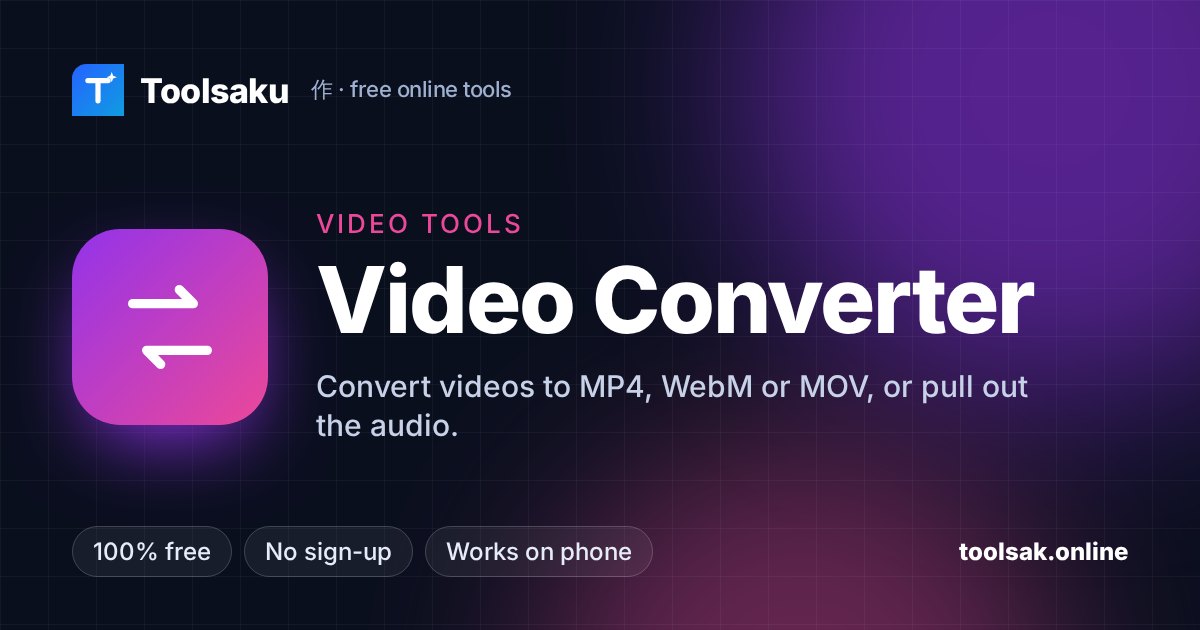 Toolsaku 作 · free online tools
VIDEO TOOLS
Video Converter
Convert videos to MP4, WebM or MOV, or pull out
the audio.
100% free No sign-up Works on phone
toolsak.online